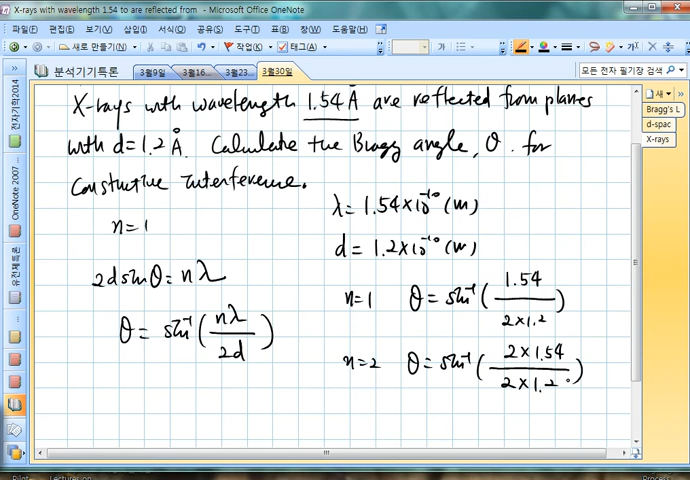 X-rays with wavelength 1.54 to are reflected from - Microsoft Office OneNote
파일(F) 편집(E) 보기(V) 삽입(I) 서식(O) 공유(S) 도구(T) 표(A) 창(W) 도움말(H)
새로 만들기(N) 작업(K) 태그(A)
분석기기특론 3월9일 3월16... 3월23 3월30일 모든 전자 필기장 검색
새
Bragg's L
d-spac
X-rays
전자기학2014
OneNote 2007
유전체특론
X-rays with wavelength 1.54 Å are reflected from planes
with d=1.2 Å. Calculate the Bragg angle, θ. for
constructive interference.
n=1
2d sinθ = nλ
θ = sin⁻¹(nλ/2d)
λ = 1.54×10⁻¹⁰ (m)
d = 1.2×10⁻¹⁰ (m)
n=1 θ = sin⁻¹(1.54/2×1.2)
n=2 θ = sin⁻¹(2×1.54/2×1.2)